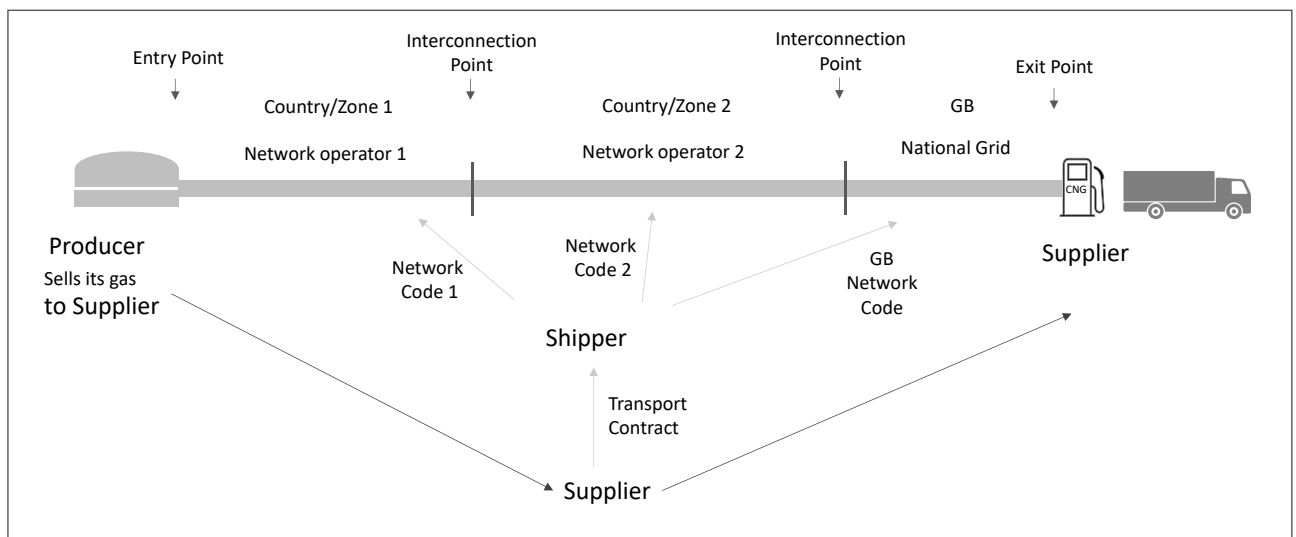 Entry Point
Interconnection
Point
Interconnection
Point
Exit Point
Country/Zone 1
Country/Zone 2
GB
Network operator 1
Network operator 2
National Grid
CNG
Producer
Sells its gas
to Supplier
Network
Code 1
Network
Code 2
GB
Network
Code
Supplier
Shipper
Transport
Contract
Supplier